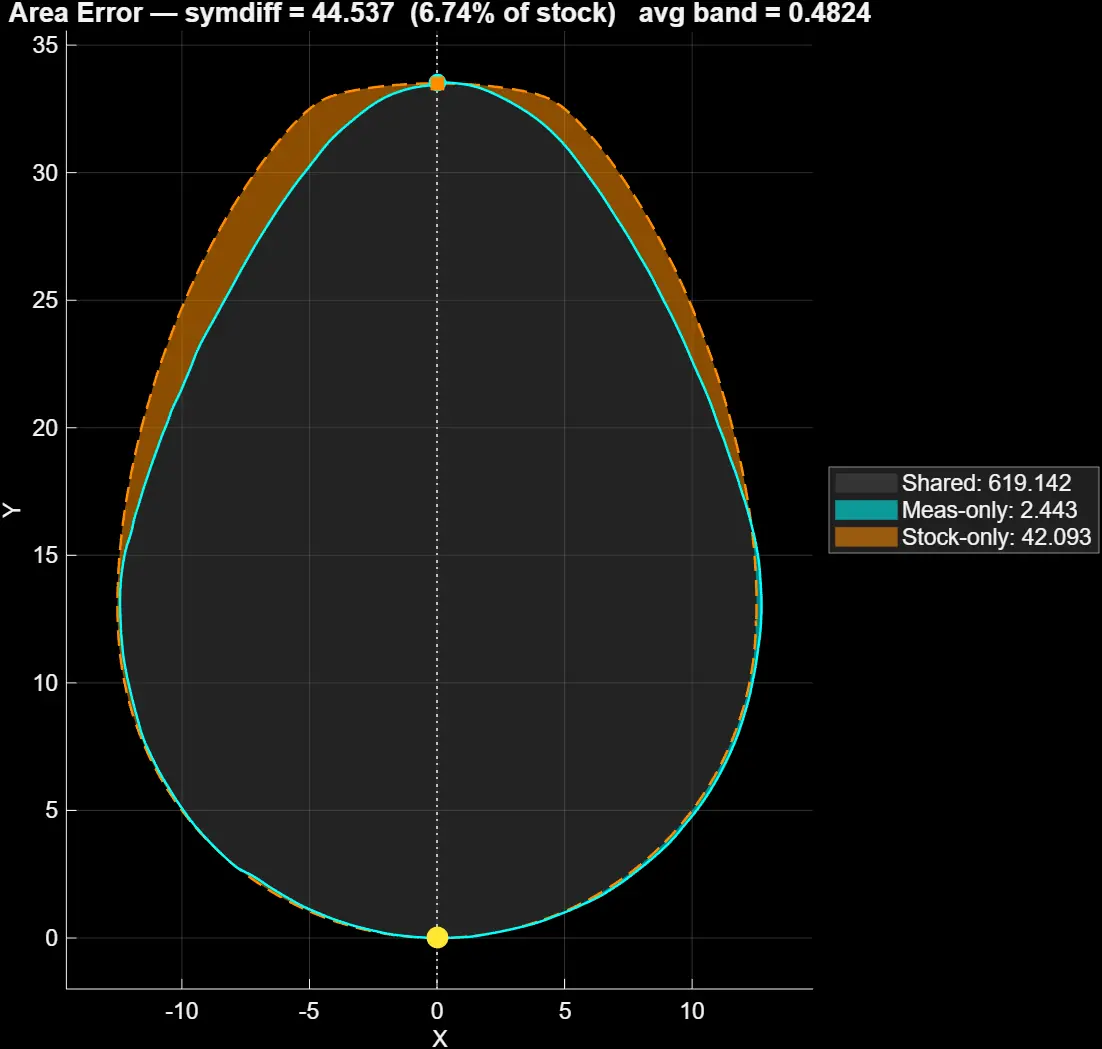 Area Error — symdiff = 44.537 (6.74% of stock) avg band = 0.4824
35
30
25
20
15
10
5
0
Y
-10 -5 0 5 10
X
Shared: 619.142
Meas-only: 2.443
Stock-only: 42.093